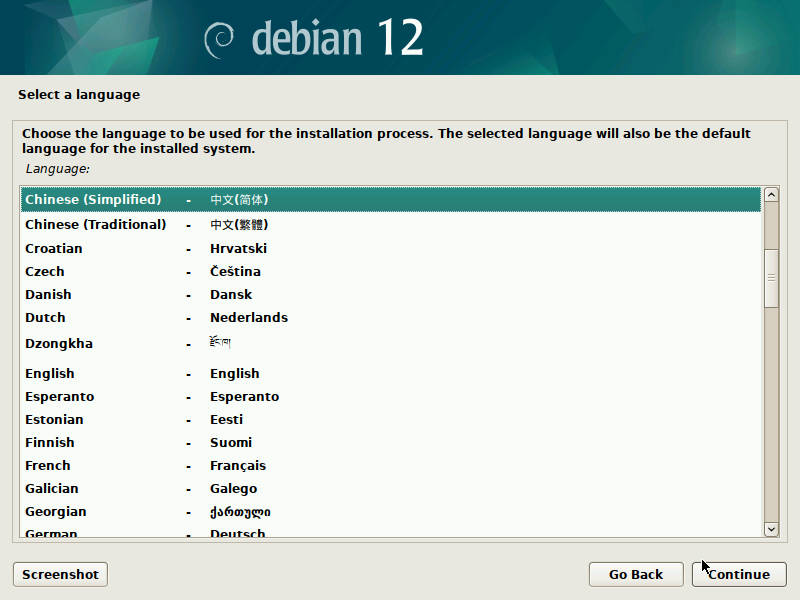 debian 12
Select a language
Choose the language to be used for the installation process. The selected language will also be the default
language for the installed system.
Language:
Chinese (Simplified) - 中文(简体)
Chinese (Traditional) - 中文(繁體)
Croatian - Hrvatski
Czech - Čeština
Danish - Dansk
Dutch - Nederlands
Dzongkha - རྫོང་ཁ།
English - English
Esperanto - Esperanto
Estonian - Eesti
Finnish - Suomi
French - Français
Galician - Galego
Georgian - ქართული
German - Deutsch
Screenshot
Go Back
Continue